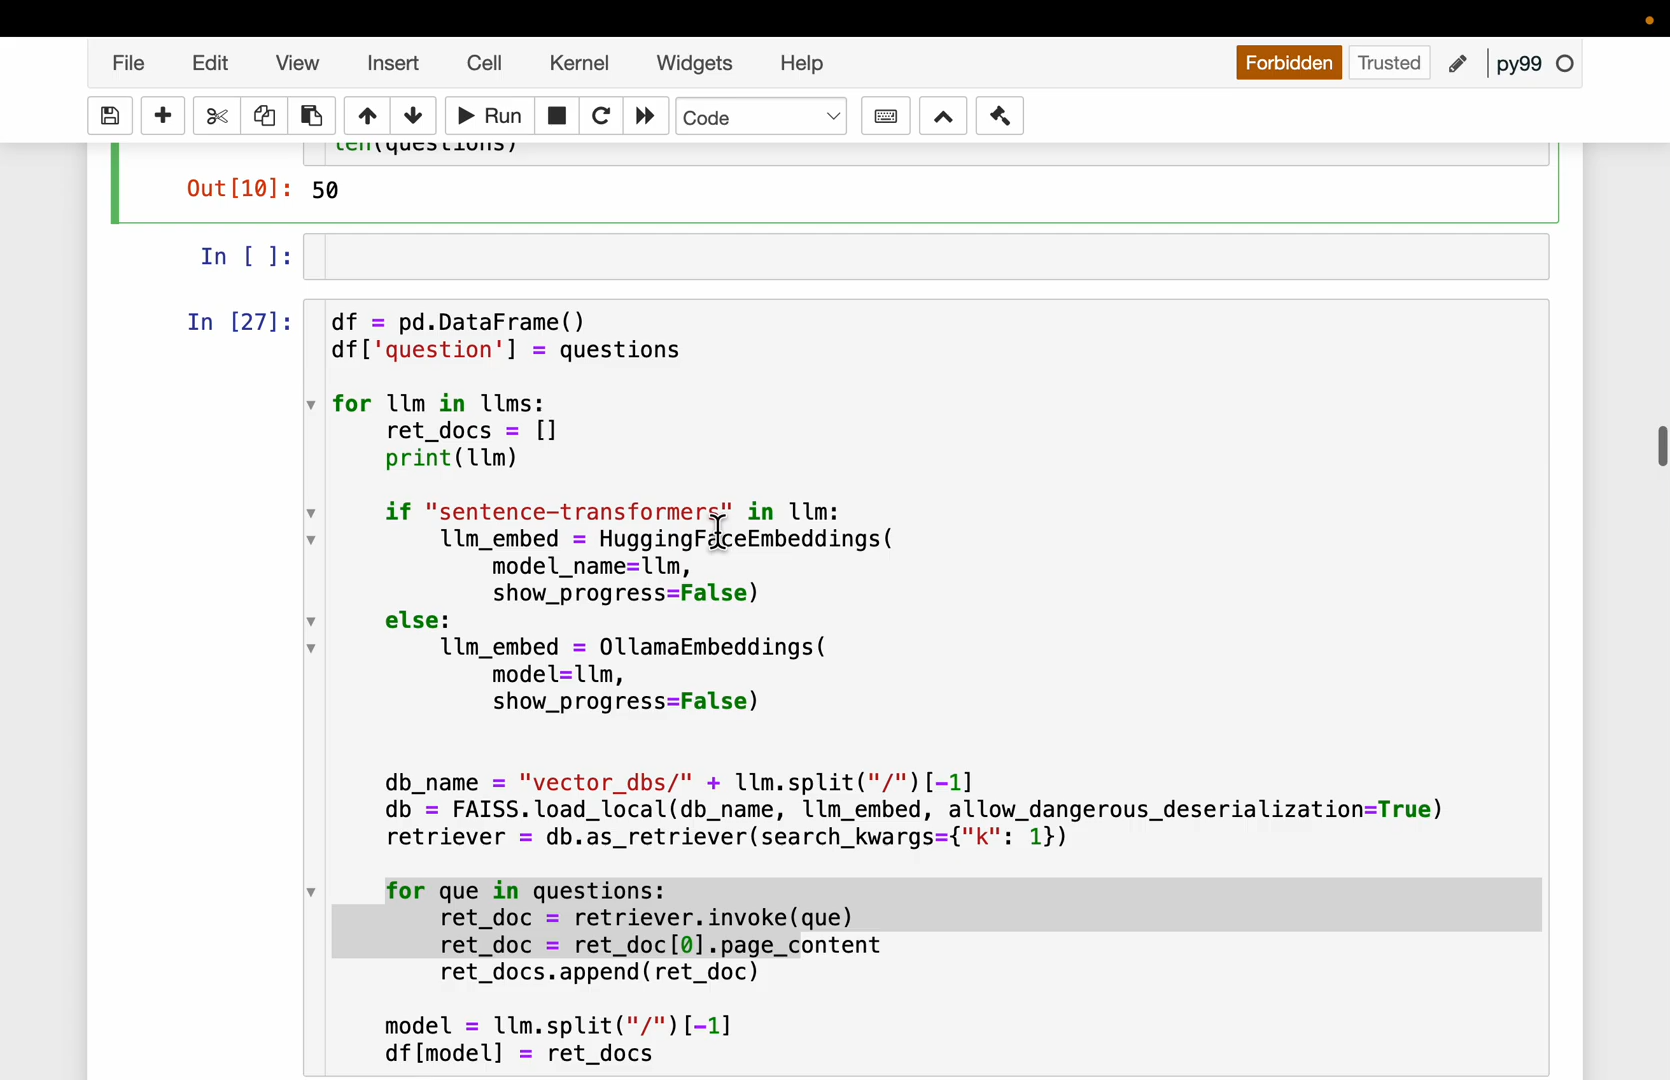 File Edit View Insert Cell Kernel Widgets Help Forbidden Trusted py99
Run Code
len(questions)
Out[10]: 50
In [ ]:
In [27]: df = pd.DataFrame()
df['question'] = questions
for llm in llms:
    ret_docs = []
    print(llm)
    if "sentence-transformers" in llm:
        llm_embed = HuggingFaceEmbeddings(
            model_name=llm,
            show_progress=False)
    else:
        llm_embed = OllamaEmbeddings(
            model=llm,
            show_progress=False)
    db_name = "vector_dbs/" + llm.split("/")[-1]
    db = FAISS.load_local(db_name, llm_embed, allow_dangerous_deserialization=True)
    retriever = db.as_retriever(search_kwargs={"k": 1})
    for que in questions:
        ret_doc = retriever.invoke(que)
        ret_doc = ret_doc[0].page_content
        ret_docs.append(ret_doc)
    model = llm.split("/")[-1]
    df[model] = ret_docs